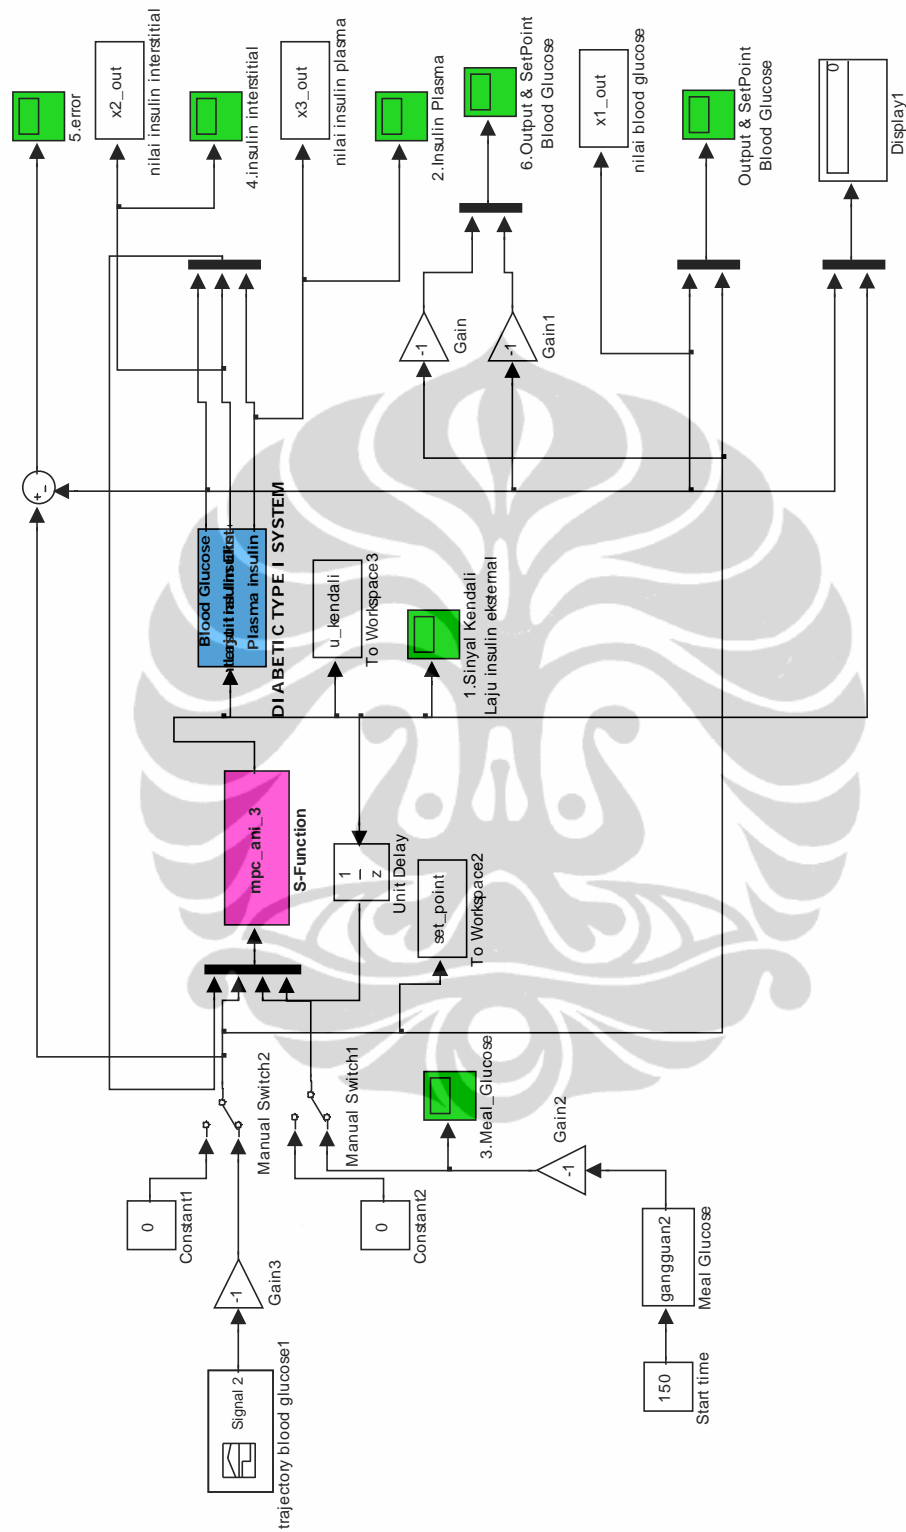 trajectory blood glucose1
Signal 2
Gain3
-1
Constant1
0
Manual Switch2
Constant2
0
Manual Switch1
Start time
150
Meal Glucose
gangguan2
Gain2
-1
3.Meal_Glucose
set_point
To Workspace2
1
z
Unit Delay
mpc_ani_3
S-Function
u_kendali
To Workspace3
1.Sinyal Kendali
Laju insulin eksternal
Blood Glucose
Plasma insulin
DIABETIC TYPE I SYSTEM
+
−
5.error
x2_out
nilai insulin interstitial
4.insulin interstitial
x3_out
nilai insulin plasma
2.Insulin Plasma
-1
Gain
-1
Gain1
6.Output & SetPoint
Blood Glucose
x1_out
nilai blood glucose
Output & SetPoint
Blood Glucose
0
Display1